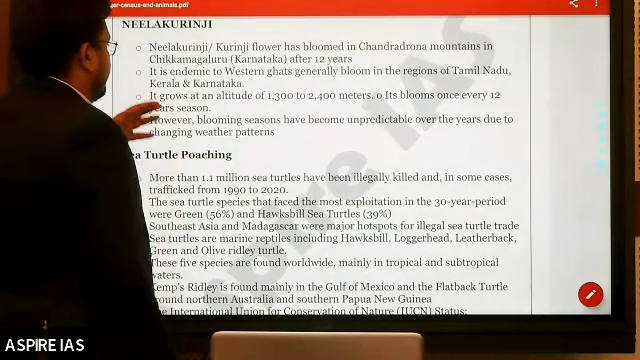 ger-census-and-animals.pdf
NEELAKURINJI
Neelakurinji/ Kurinji flower has bloomed in Chandradrona mountains in
Chikkamagaluru (Karnataka) after 12 years
It is endemic to Western ghats generally bloom in the regions of Tamil Nadu,
Kerala & Karnataka.
It grows at an altitude of 1,300 to 2,400 meters. o Its blooms once every 12
years season.
However, blooming seasons have become unpredictable over the years due to
changing weather patterns
ea Turtle Poaching
More than 1.1 million sea turtles have been illegally killed and, in some cases,
trafficked from 1990 to 2020.
The sea turtle species that faced the most exploitation in the 30-year-period
were Green (56%) and Hawksbill Sea Turtles (39%)
Southeast Asia and Madagascar were major hotspots for illegal sea turtle trade
Sea turtles are marine reptiles including Hawksbill, Loggerhead, Leatherback,
Green and Olive ridley turtle.
These five species are found worldwide, mainly in tropical and subtropical
waters.
Kemp's Ridley is found mainly in the Gulf of Mexico and the Flatback Turtle
around northern Australia and southern Papua New Guinea
The International Union for Conservation of Nature (IUCN) Status:
pire IAS
ASPIRE IAS